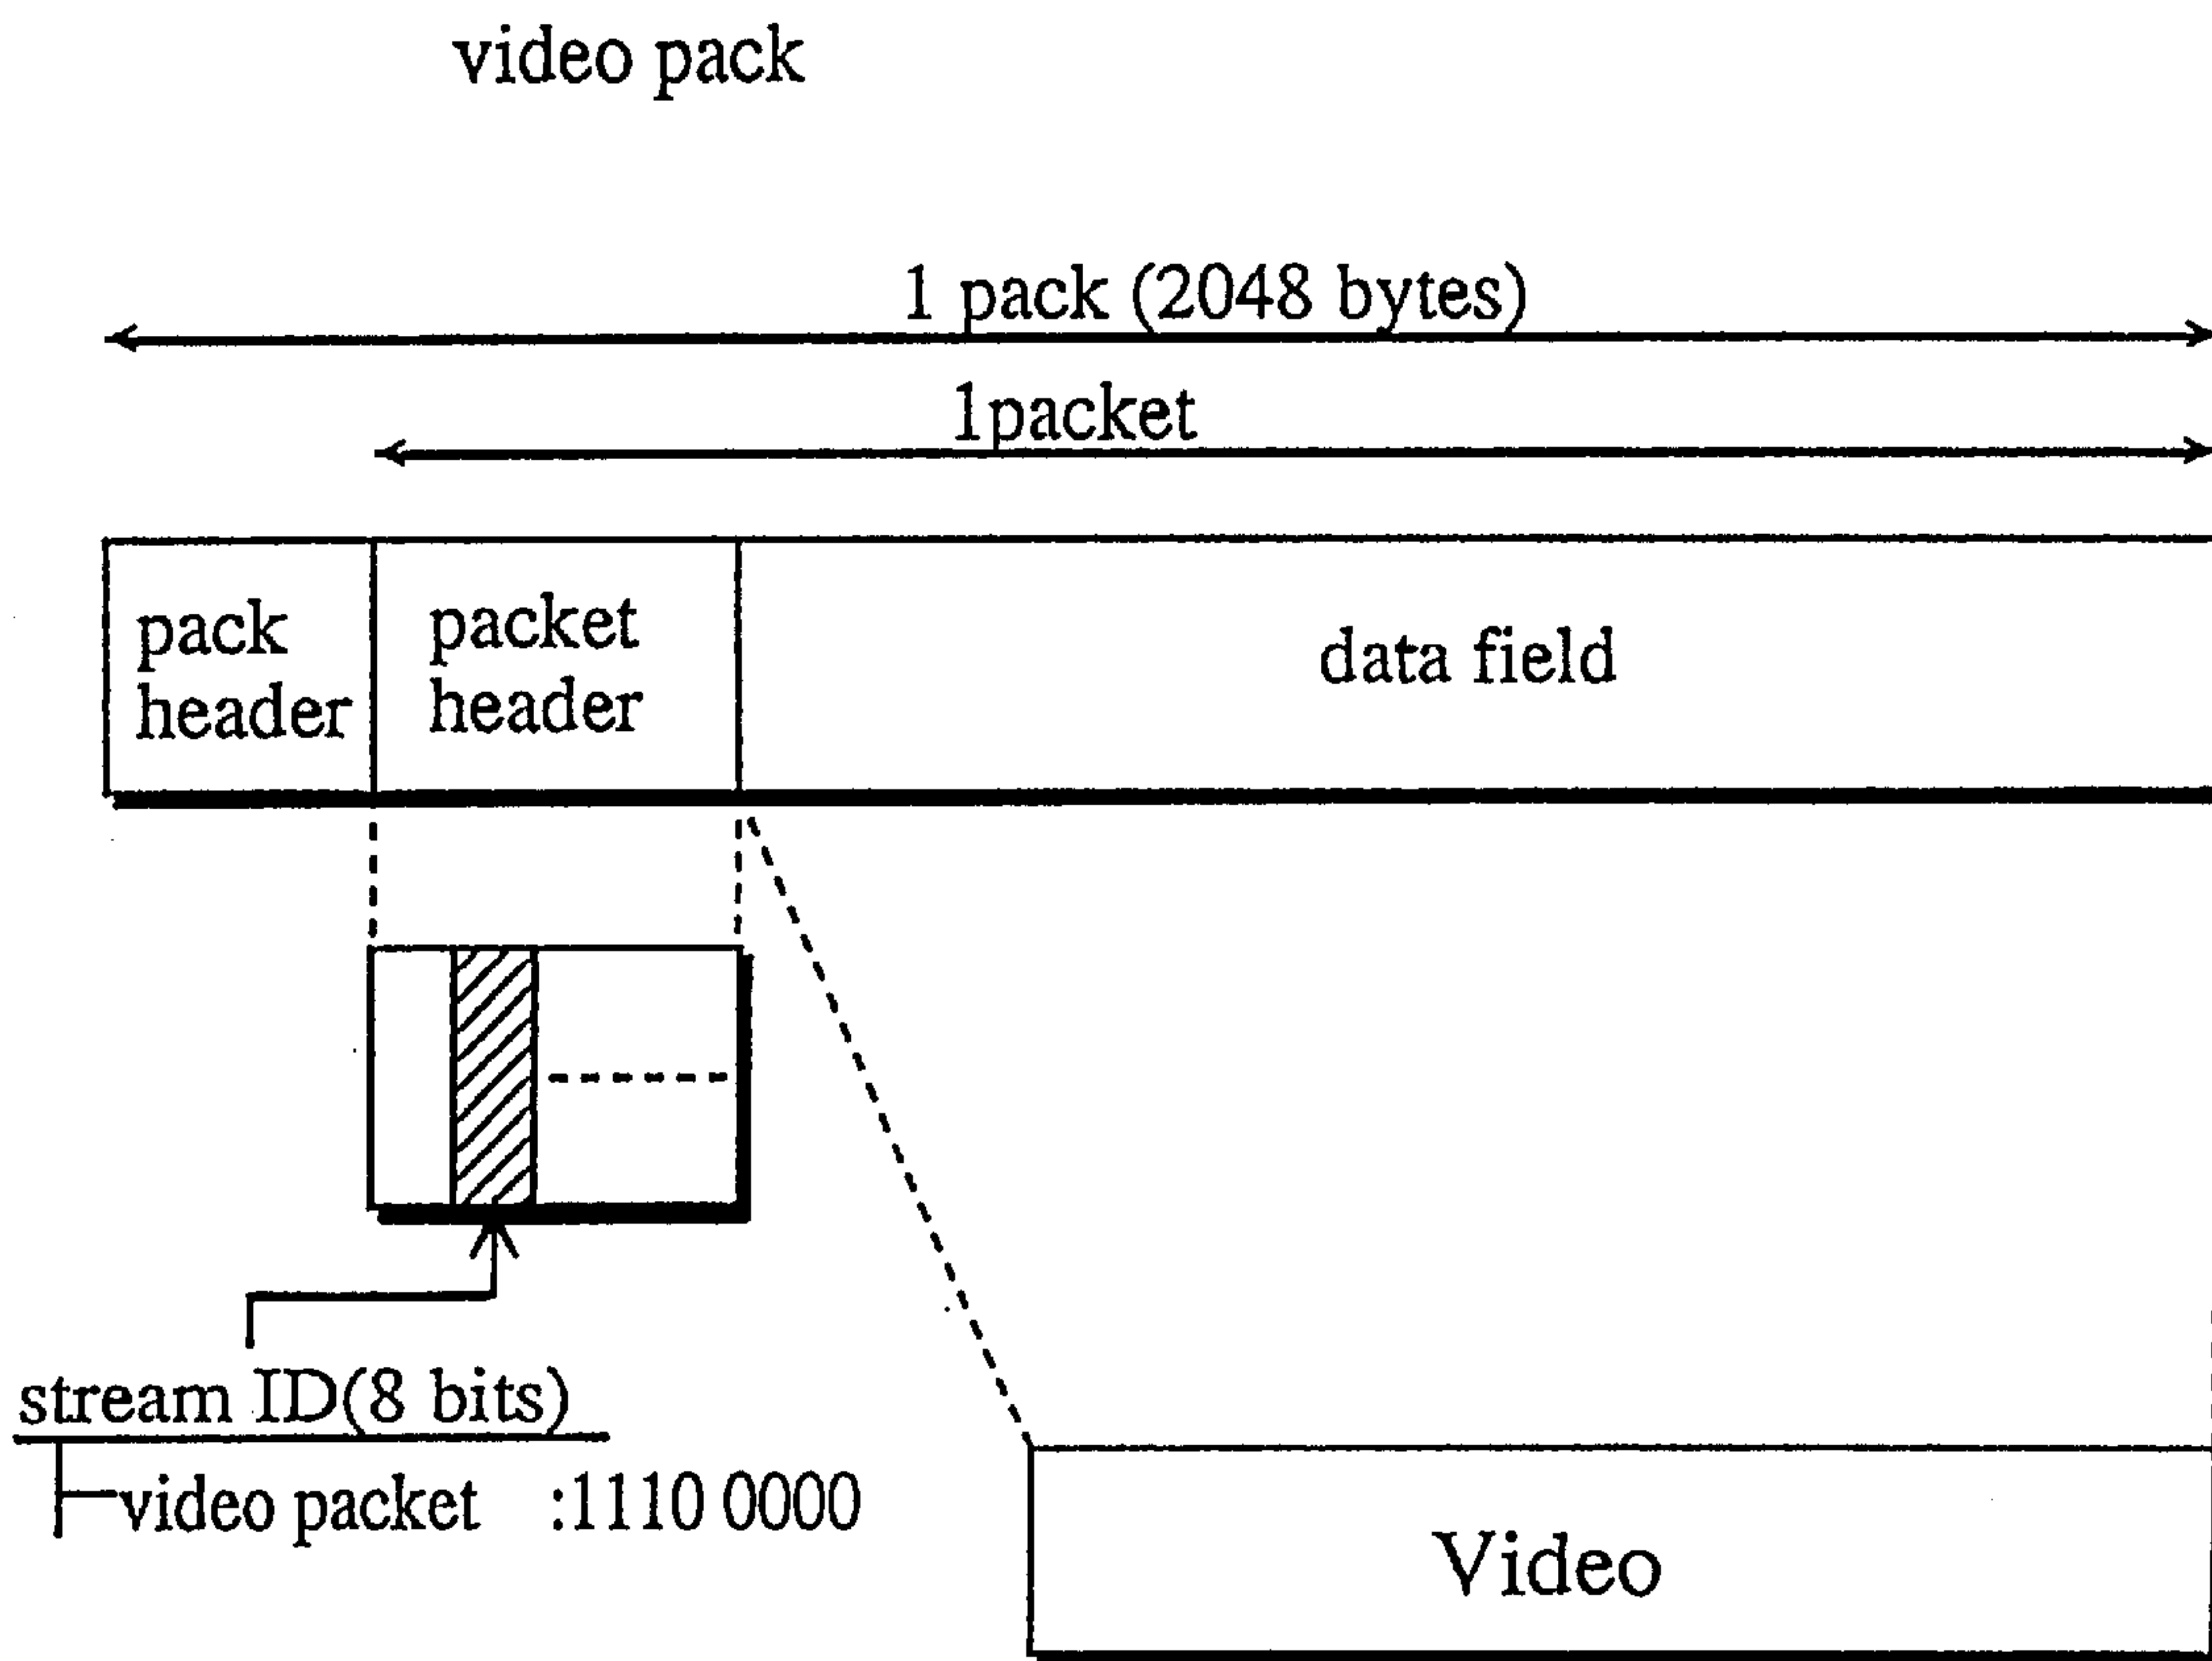 video pack
1 pack (2048 bytes)
1packet
pack
header
packet
header
data field
stream ID(8 bits)
video packet :1110 0000
Video